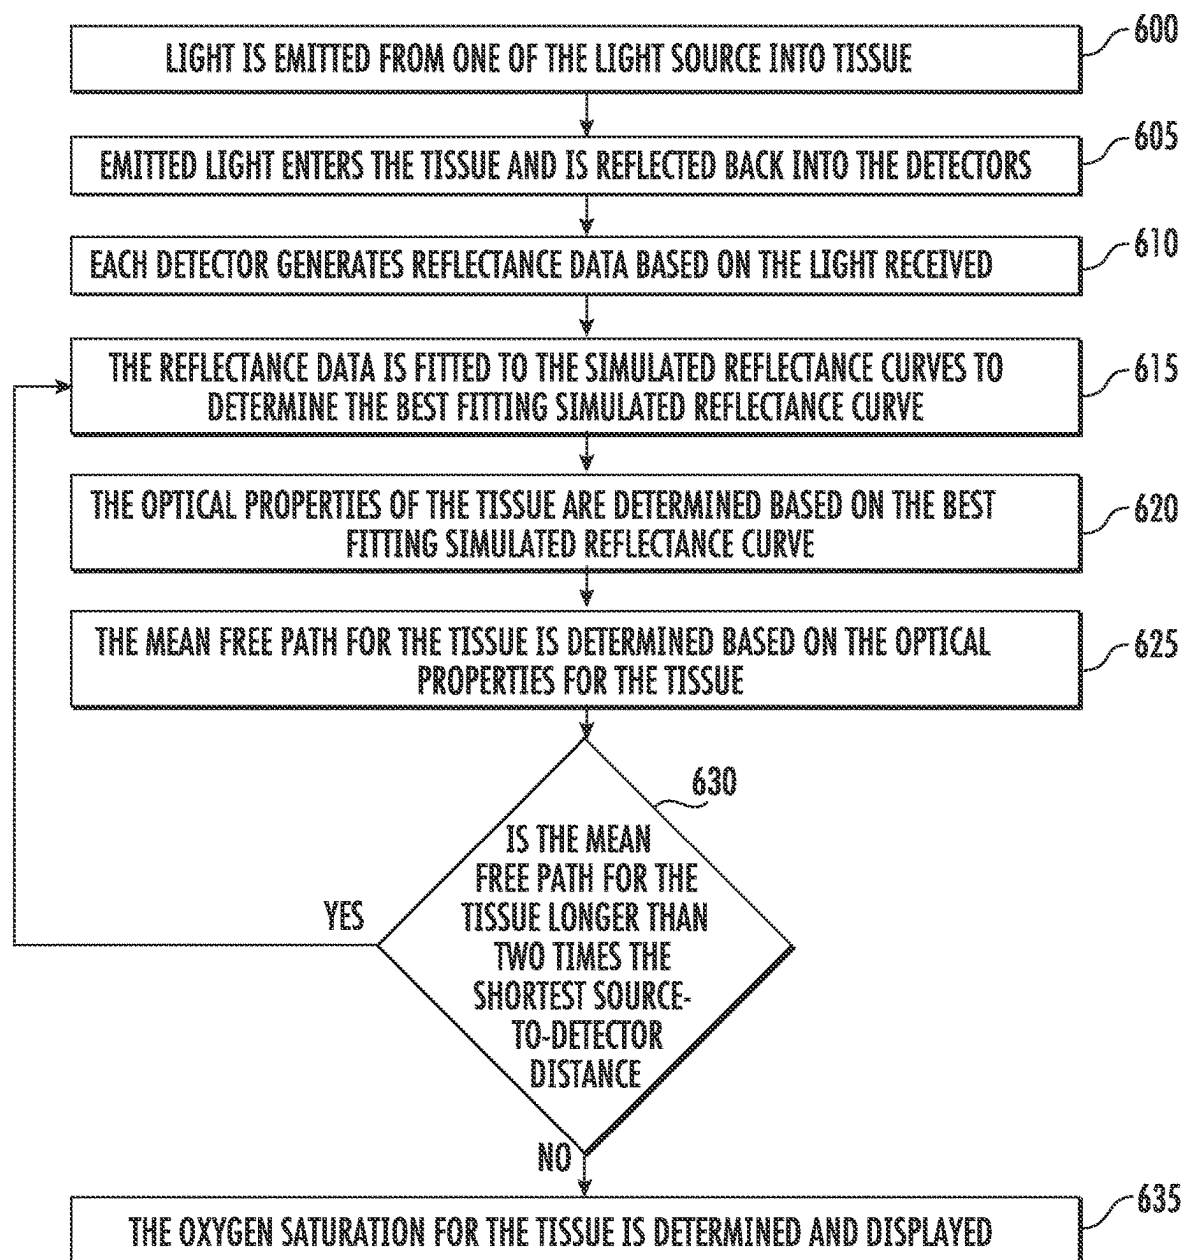 LIGHT IS EMITTED FROM ONE OF THE LIGHT SOURCE INTO TISSUE
600
EMITTED LIGHT ENTERS THE TISSUE AND IS REFLECTED BACK INTO THE DETECTORS
605
EACH DETECTOR GENERATES REFLECTANCE DATA BASED ON THE LIGHT RECEIVED
610
THE REFLECTANCE DATA IS FITTED TO THE SIMULATED REFLECTANCE CURVES TO
DETERMINE THE BEST FITTING SIMULATED REFLECTANCE CURVE
615
THE OPTICAL PROPERTIES OF THE TISSUE ARE DETERMINED BASED ON THE BEST
FITTING SIMULATED REFLECTANCE CURVE
620
THE MEAN FREE PATH FOR THE TISSUE IS DETERMINED BASED ON THE OPTICAL
PROPERTIES FOR THE TISSUE
625
630
IS THE MEAN
FREE PATH FOR THE
TISSUE LONGER THAN
TWO TIMES THE
SHORTEST SOURCE-
TO-DETECTOR
DISTANCE
YES
NO
THE OXYGEN SATURATION FOR THE TISSUE IS DETERMINED AND DISPLAYED
635